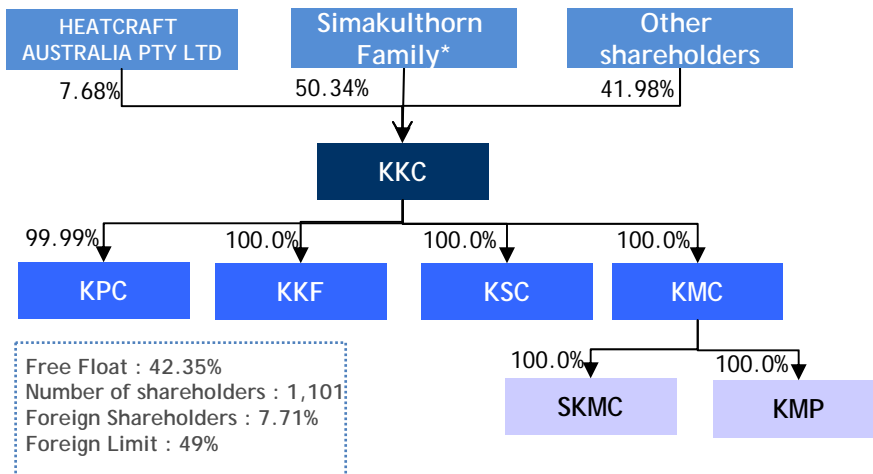 HEATCRAFT
AUSTRALIA PTY LTD
Simakulthorn
Family*
Other
shareholders
7.68%
50.34%
41.98%
KKC
99.99%
100.0%
100.0%
100.0%
KPC
KKF
KSC
KMC
Free Float : 42.35%
Number of shareholders : 1,101
Foreign Shareholders : 7.71%
Foreign Limit : 49%
100.0%
100.0%
SKMC
KMP